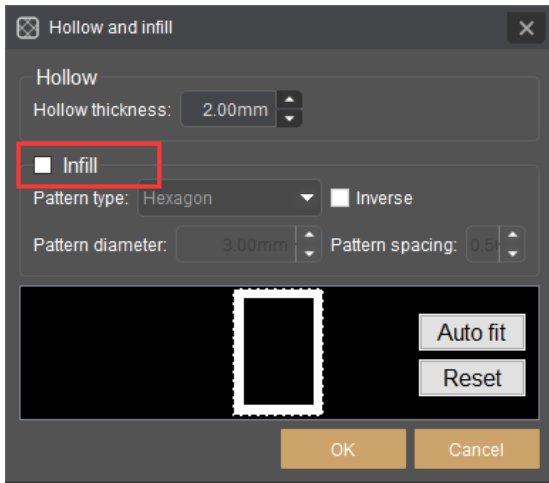 Hollow and infill
Hollow
Hollow thickness: 2.00mm
Infill
Pattern type: Hexagon Inverse
Pattern diameter: 3.00mm Pattern spacing:
Auto fit
Reset
OK Cancel